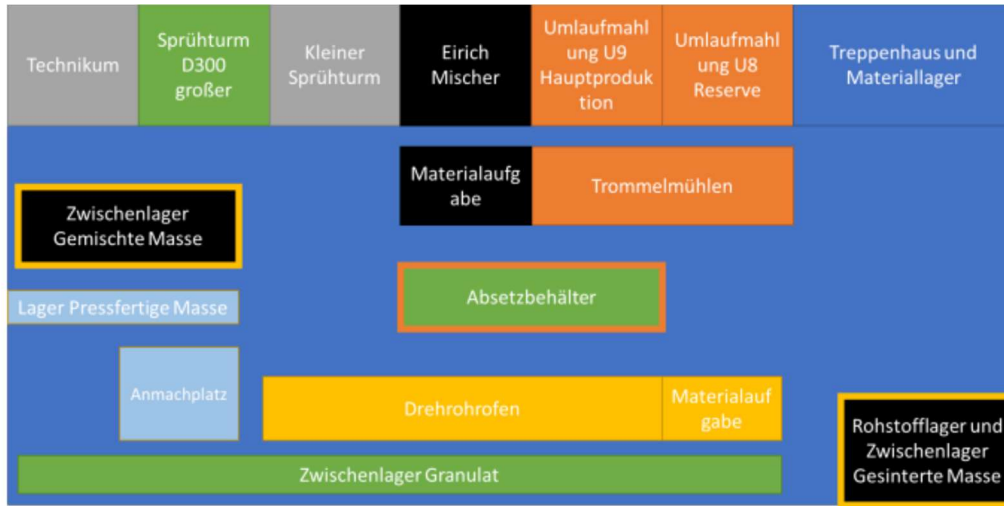 Technikum
Sprühturm
D300
großer
Kleiner
Sprühturm
Eirich
Mischer
Umlaufmahl
ung U9
Hauptproduk
tion
Umlaufmahl
ung U8
Reserve
Treppenhaus und
Materiallager
Materialaufg
abe
Trommelmühlen
Zwischenlager
Gemischte Masse
Absetzbehälter
Lager Pressfertige Masse
Anmachplatz
Drehrohrofen
Materialauf
gabe
Rohstofflager und
Zwischenlager
Gesinterte Masse
Zwischenlager Granulat